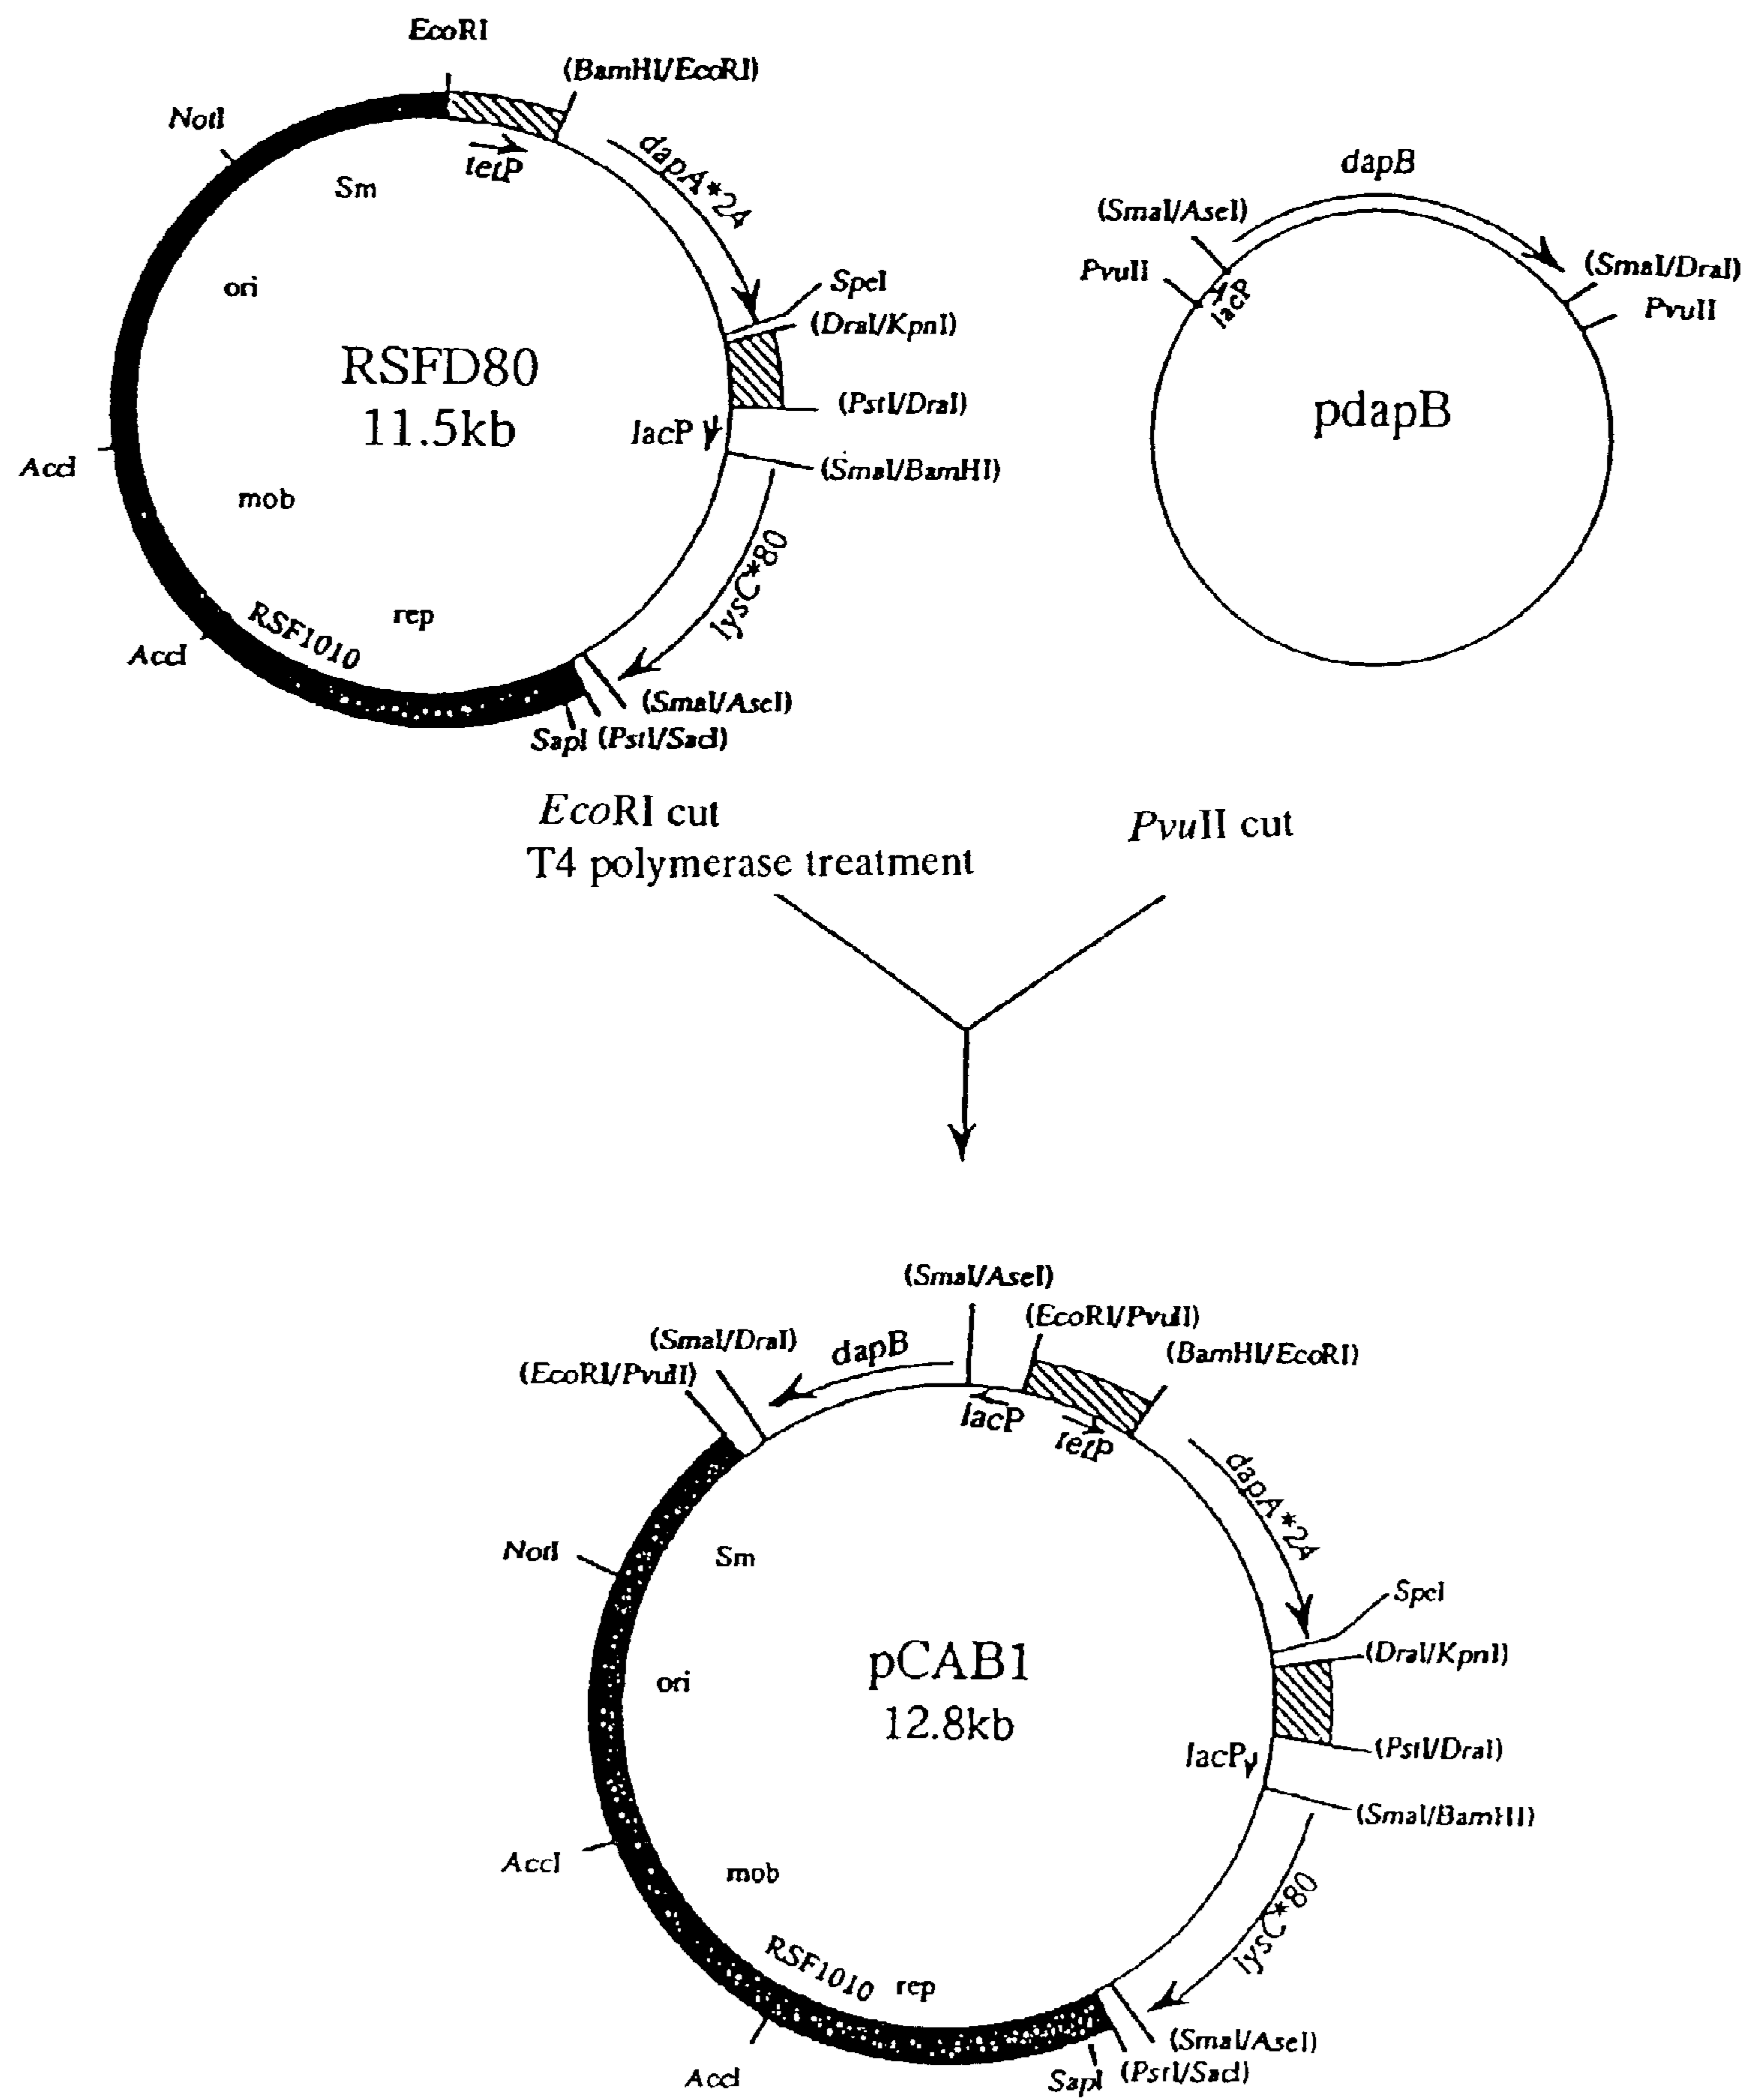 EcoRI
(BamHI/EcoRI)
NotI
tetP
dapA*24
Sm
SpeI
ori
(DraI/KpnI)
RSFD80
11.5kb
(PstI/DraI)
lacP
(SmaI/BamHI)
AccI
mob
lysC*80
rep
RSF1010
AccI
(SmaI/AseI)
SapI (PstI/SacI)
dapB
(SmaI/AseI)
PvuII
lacP
(SmaI/DraI)
PvuII
pdapB
EcoRI cut
T4 polymerase treatment
PvuII cut
(SmaI/AseI)
(EcoRI/PvuII)
(SmaI/DraI)
dapB
(BamHI/EcoRI)
(EcoRI/PvuII)
lacP
tetP
dapA*24
NotI
Sm
SpeI
(DraI/KpnI)
ori
pCAB1
12.8kb
lacP
(PstI/DraI)
(SmaI/BamHI)
AccI
mob
lysC*80
RSF1010
rep
(SmaI/AseI)
AccI
SapI
(PstI/SacI)